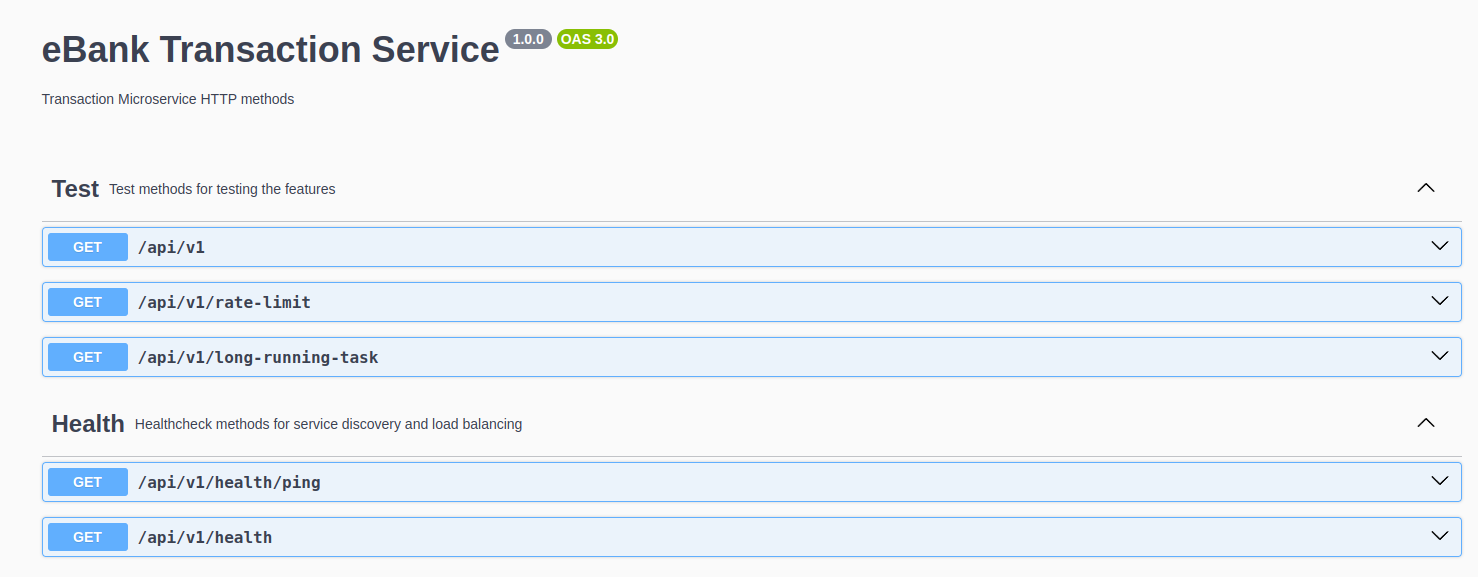 eBank Transaction Service 1.0.0 OAS 3.0
Transaction Microservice HTTP methods
Test Test methods for testing the features
GET /api/v1
GET /api/v1/rate-limit
GET /api/v1/long-running-task
Health Healthcheck methods for service discovery and load balancing
GET /api/v1/health/ping
GET /api/v1/health